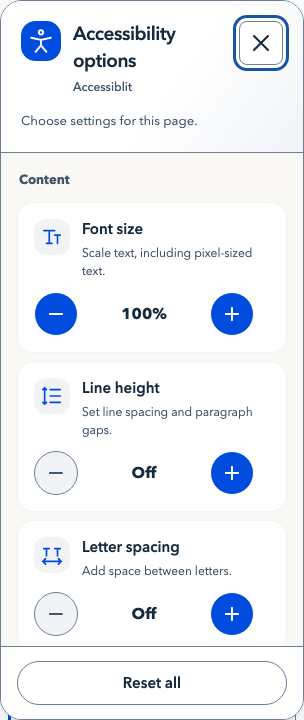 Accessibility
options
Accessiblit
Choose settings for this page.
Content
Font size
Scale text, including pixel-sized
text.
100%
Line height
Set line spacing and paragraph
gaps.
Off
Letter spacing
Add space between letters.
Off
Reset all